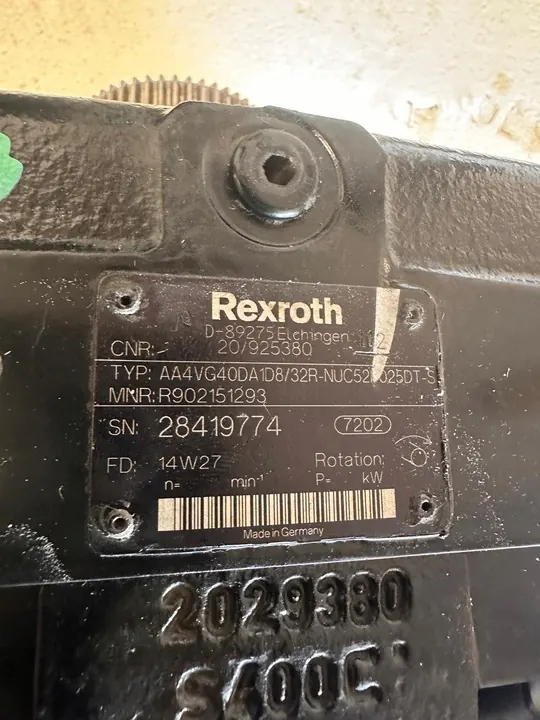 Rexroth
D-89275 Elchingen
CNR: 20/925380
TYP: AA4VG40DA1D8/32R-NUC52
MNR: R902151293
SN: 28419774 7202
FD: 14W27 Rotation:
n= min⁻¹ P= kW
Made in Germany
2029380